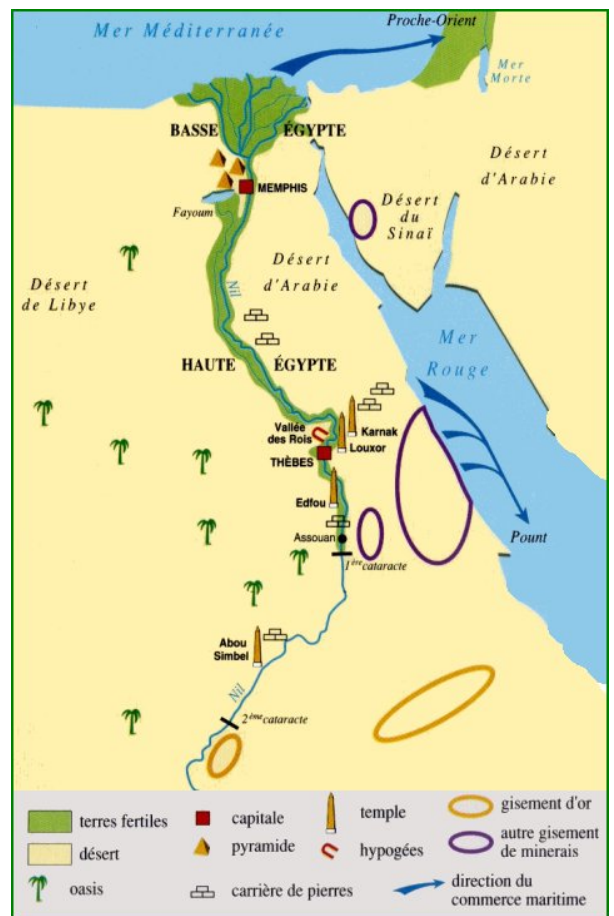 Proche-Orient
Mer Méditerranée
Mer
Morte
BASSE ÉGYPTE
Désert
d'Arabie
MEMPHIS
Désert
du
Sinaï
Fayoum
Désert
de Libye
Nil
Désert
d'Arabie
Mer
Rouge
HAUTE ÉGYPTE
Vallée
des Rois
Karnak
Louxor
THÈBES
Edfou
Pount
Assouan
1ère cataracte
Abou
Simbel
Nil
2ème cataracte
terres fertiles
capitale
temple
gisement d'or
désert
pyramide
hypogées
autre gisement
de minerais
oasis
carrière de pierres
direction du
commerce maritime